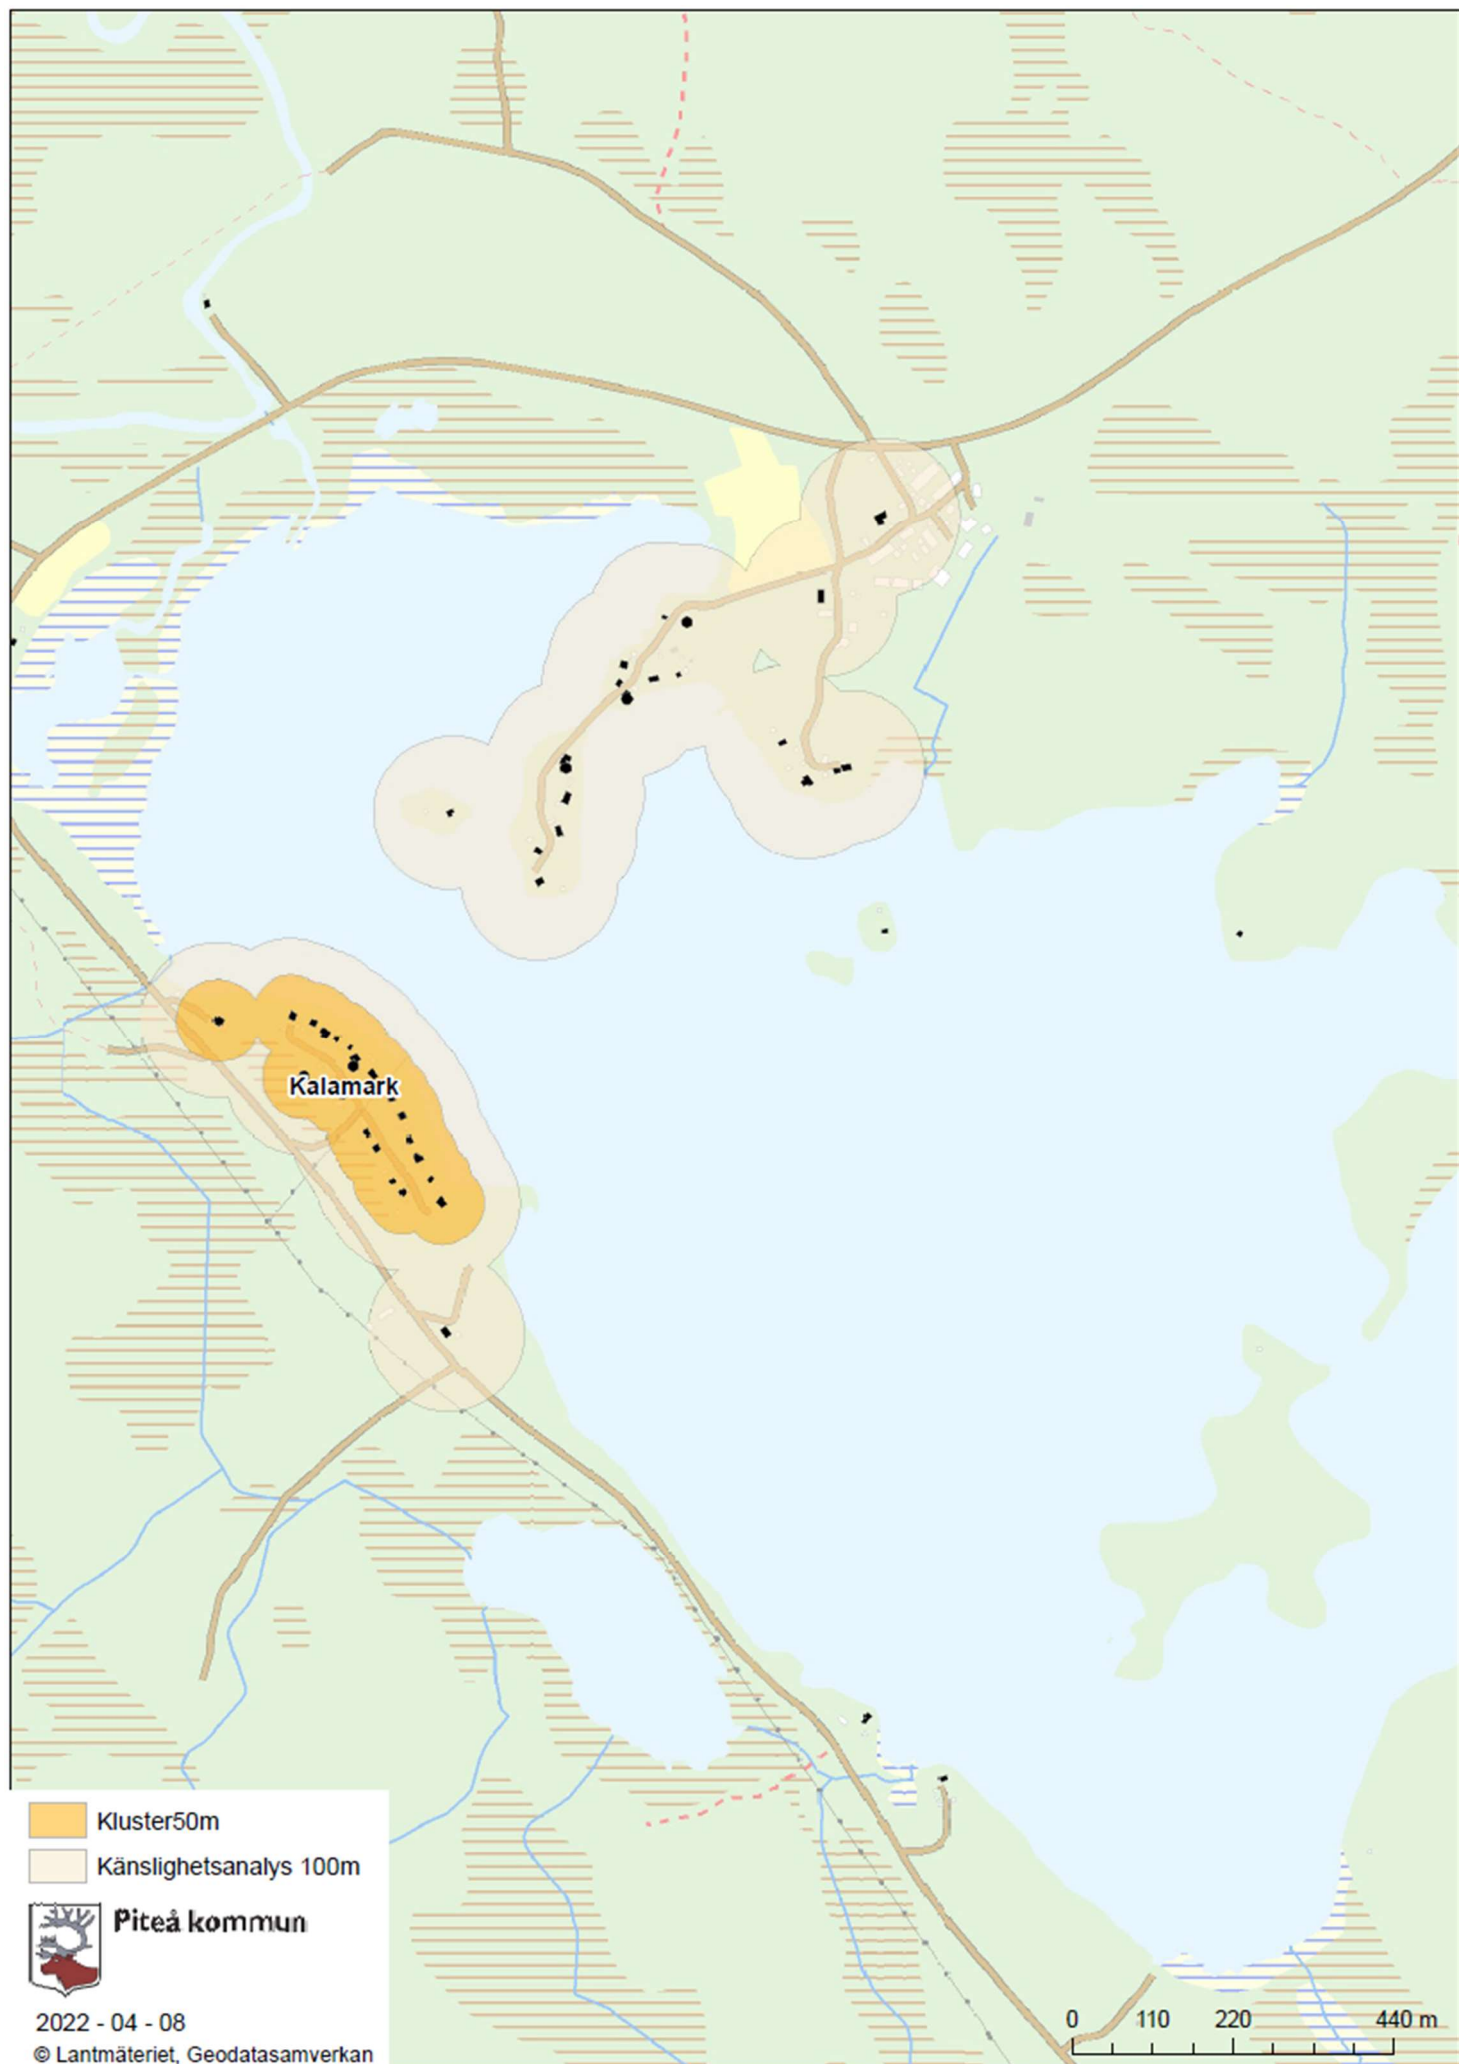 Kalamark
Kluster50m
Känslighetsanalys 100m
Piteå kommun
2022 - 04 - 08
© Lantmäteriet, Geodatasamverkan
0 110 220 440 m